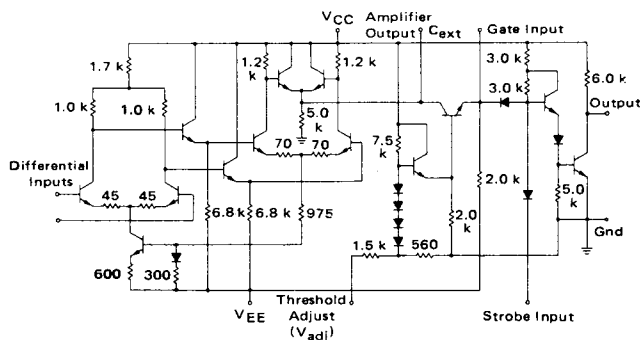 VCC
Amplifier
Output
Cext
Gate Input
1.7 k
1.2
k
1.2
k
3.0 k
3.0 k
6.0 k
Output
1.0 k
1.0 k
5.0
k
70
70
7.5
k
Differential
Inputs
45
45
6.8 k
6.8 k
975
2.0
k
2.0 k
5.0
k
Gnd
600
300
1.5 k
560
VEE
Threshold
Adjust
(Vadj)
Strobe Input